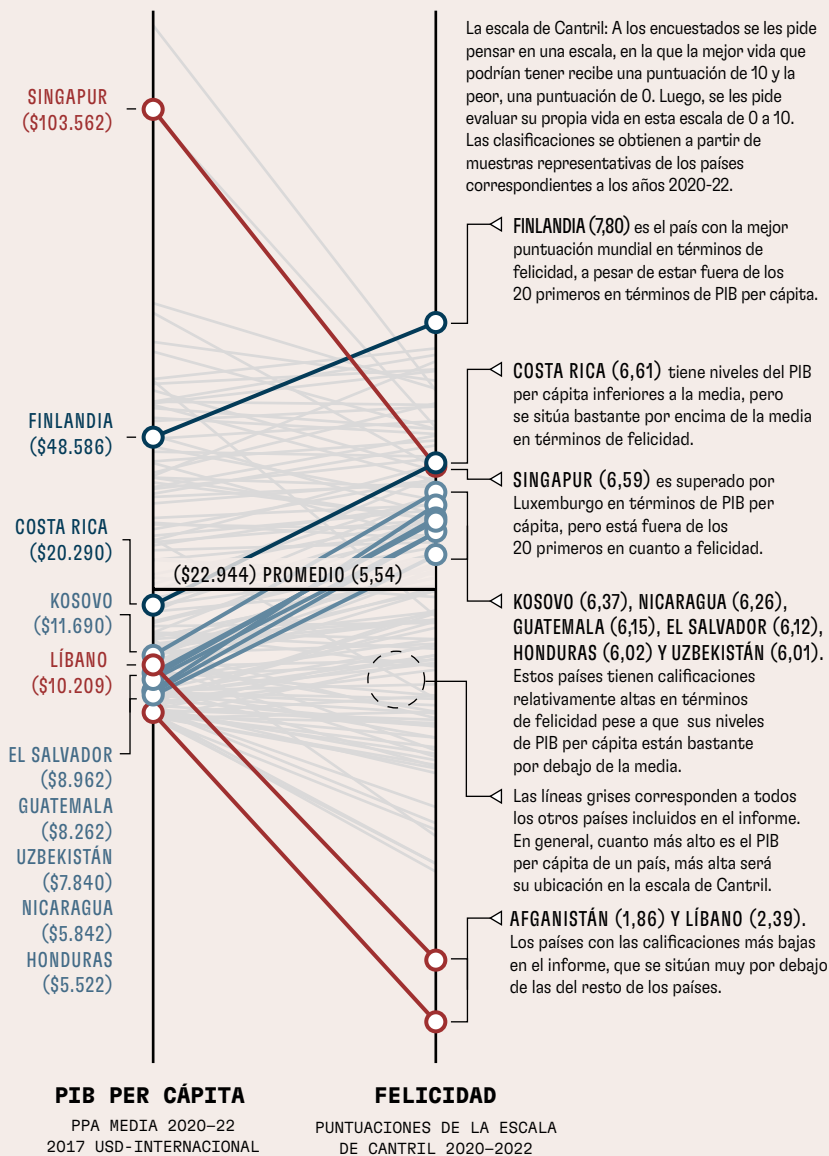 La escala de Cantril: A los encuestados se les pide
pensar en una escala, en la que la mejor vida que
podrían tener recibe una puntuación de 10 y la
peor, una puntuación de 0. Luego, se les pide
evaluar su propia vida en esta escala de 0 a 10.
Las clasificaciones se obtienen a partir de
muestras representativas de los países
correspondientes a los años 2020-22.
SINGAPUR
($103.562)
FINLANDIA
($48.586)
COSTA RICA
($20.290)
KOSOVO
($11.690)
LÍBANO
($10.209)
EL SALVADOR
($8.962)
GUATEMALA
($8.262)
UZBEKISTÁN
($7.840)
NICARAGUA
($5.842)
HONDURAS
($5.522)
($22.944) PROMEDIO (5,54)
FINLANDIA (7,80) es el país con la mejor
puntuación mundial en términos de
felicidad, a pesar de estar fuera de los
20 primeros en términos de PIB per cápita.
COSTA RICA (6,61) tiene niveles del PIB
per cápita inferiores a la media, pero
se sitúa bastante por encima de la media
en términos de felicidad.
SINGAPUR (6,59) es superado por
Luxemburgo en términos de PIB per
cápita, pero está fuera de los
20 primeros en cuanto a felicidad.
KOSOVO (6,37), NICARAGUA (6,26),
GUATEMALA (6,15), EL SALVADOR (6,12),
HONDURAS (6,02) Y UZBEKISTÁN (6,01).
Estos países tienen calificaciones
relativamente altas en términos
de felicidad pese a que sus niveles
de PIB per cápita están bastante
por debajo de la media.
Las líneas grises corresponden a todos
los otros países incluidos en el informe.
En general, cuanto más alto es el PIB
per cápita de un país, más alta será
su ubicación en la escala de Cantril.
AFGANISTÁN (1,86) Y LÍBANO (2,39).
Los países con las calificaciones más bajas
en el informe, que se sitúan muy por debajo
de las del resto de los países.
PIB PER CÁPITA
PPA MEDIA 2020–22
2017 USD-INTERNACIONAL
FELICIDAD
PUNTUACIONES DE LA ESCALA
DE CANTRIL 2020–2022